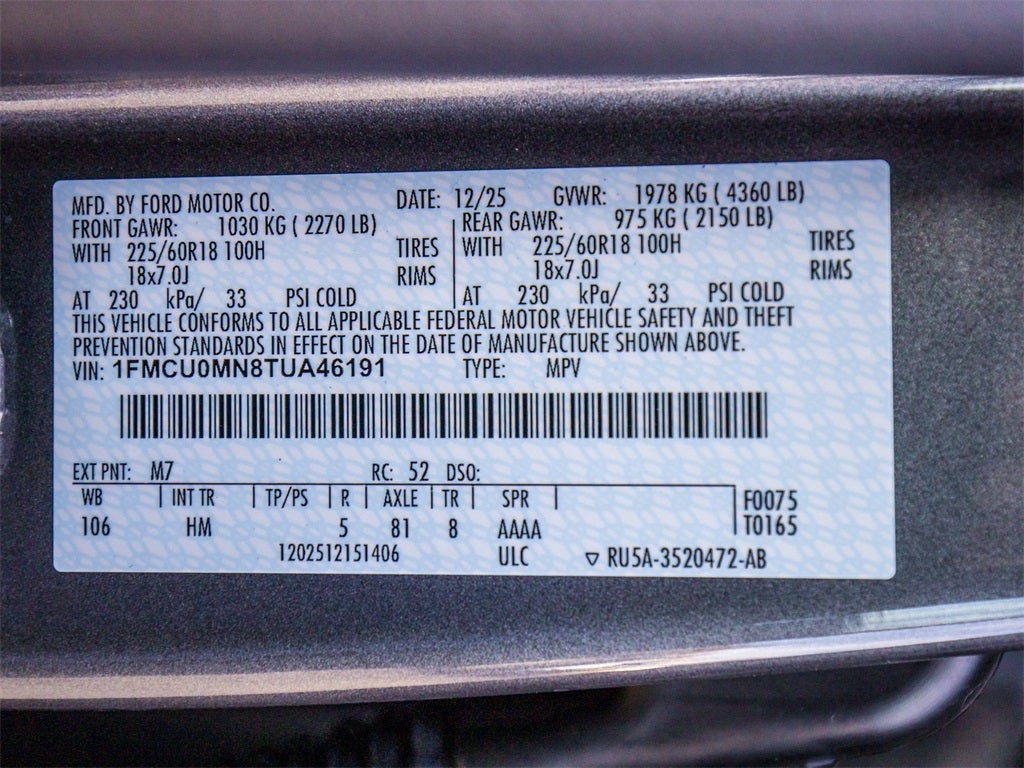 MFD. BY FORD MOTOR CO. DATE: 12/25 GVWR: 1978 KG ( 4360 LB)
FRONT GAWR: 1030 KG ( 2270 LB) REAR GAWR: 975 KG ( 2150 LB)
WITH 225/60R18 100H TIRES WITH 225/60R18 100H TIRES
18x7.0J RIMS 18x7.0J RIMS
AT 230 kPa/ 33 PSI COLD AT 230 kPa/ 33 PSI COLD
THIS VEHICLE CONFORMS TO ALL APPLICABLE FEDERAL MOTOR VEHICLE SAFETY AND THEFT
PREVENTION STANDARDS IN EFFECT ON THE DATE OF MANUFACTURE SHOWN ABOVE.
VIN: 1FMCU0MN8TUA46191 TYPE: MPV
EXT PNT: M7 RC: 52 DSO:
WB INT TR TP/PS R AXLE TR SPR F0075
106 HM 5 81 8 AAAA T0165
1202512151406 ULC ▽ RU5A-3520472-AB